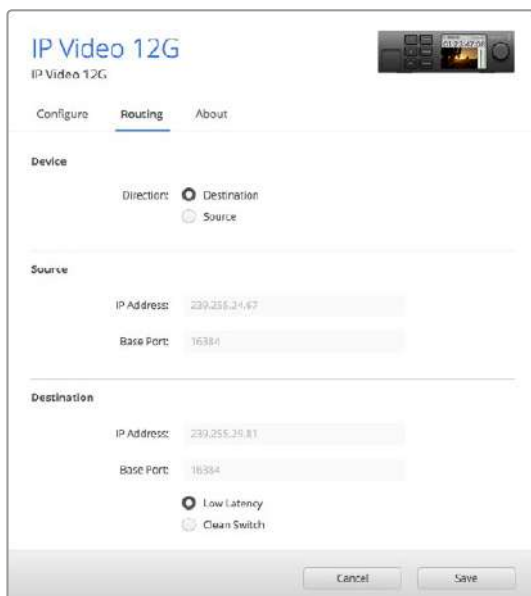 IP Video 12G
IP Video 12G
Configure Routing About
Device
Direction: Destination
Source
Source
IP Address: 239.255.24.67
Base Port: 16384
Destination
IP Address: 239.255.29.81
Base Port: 16384
Low Latency
Clean Switch
Cancel Save